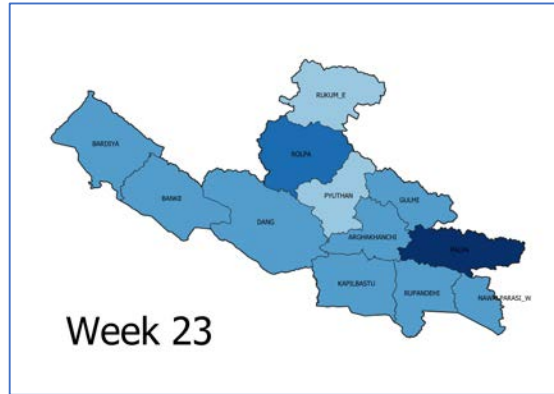 RUKUM_E
ROLPA
BARDIYA
BANKE
PYUTHAN
GULMI
DANG
ARGHAKHANCHI
PALPA
KAPILBASTU
RUPANDEHI
NAWALPARASI_W
Week 23